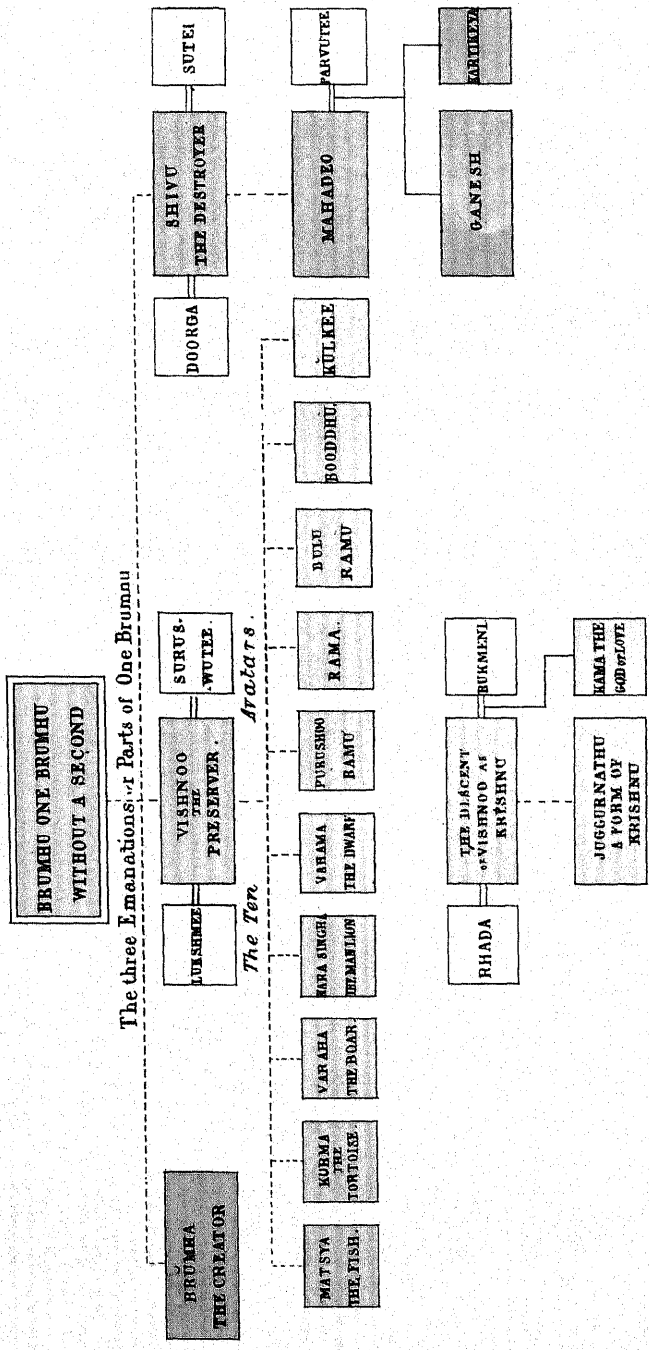 BRUMHU ONE BRUMHU
WITHOUT A SECOND
The three Emanations or Parts of One Brumhu
BRUMHA
THE CREATOR
LUKSHMEE
VISHNOO
THE
PRESERVER.
SURUS-
WUTEE.
DOORGA
SHIVU
THE DESTROYER
SUTEI
The Ten Avatars.
MATSYA
THE FISH.
KURMA
THE
TORTOISE.
VARAHA
THE BOAR.
NARA SINGHA
THE MAN LION
VAHAMA
THE DWARF
PURUSHOO
RAMU
RAMA.
BULU
RAMU
BOODDHU.
KULKEE
MAHADEO
PARVUTEE
GANESH
KARTIKEYA
RHADA
THE DESCENT
OF VISHNOO AS
KRISHNU
RUKMENI
JUGGURNATHU
A FORM OF
KRISHNU
KAMA THE
GOD OF LOVE